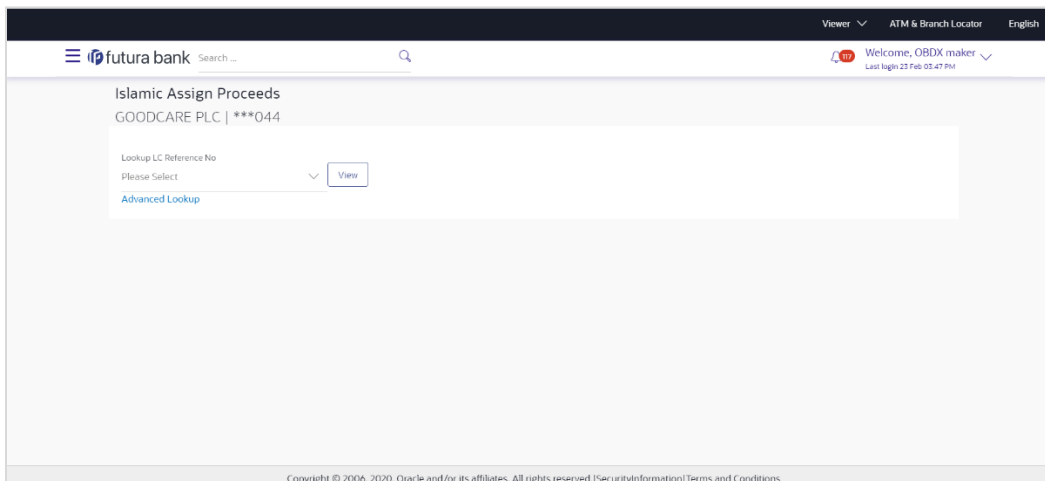 Viewer ATM & Branch Locator English
futura bank Search ... 117 Welcome, OBDX maker
Last login 23 Feb 03:47 PM
Islamic Assign Proceeds
GOODCARE PLC | ***044
Lookup LC Reference No
Please Select View
Advanced Lookup
Copyright © 2006, 2020, Oracle and/or its affiliates. All rights reserved.|SecurityInformation|Terms and Conditions